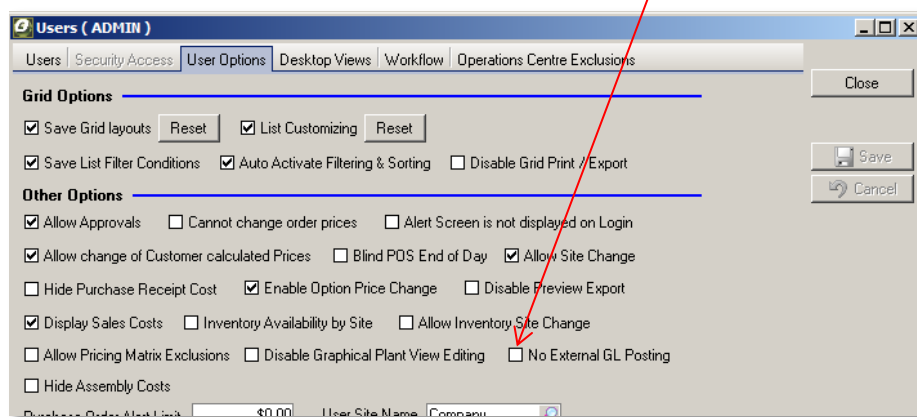 Users ( ADMIN )
Users Security Access User Options Desktop Views Workflow Operations Centre Exclusions
Close
Grid Options
Save Grid layouts Reset List Customizing Reset
Save List Filter Conditions Auto Activate Filtering & Sorting Disable Grid Print / Export
Save
Cancel
Other Options
Allow Approvals Cannot change order prices Alert Screen is not displayed on Login
Allow change of Customer calculated Prices Blind POS End of Day Allow Site Change
Hide Purchase Receipt Cost Enable Option Price Change Disable Preview Export
Display Sales Costs Inventory Availability by Site Allow Inventory Site Change
Allow Pricing Matrix Exclusions Disable Graphical Plant View Editing No External GL Posting
Hide Assembly Costs
Purchase Order Alert Limit $0.00 User Site Name Company